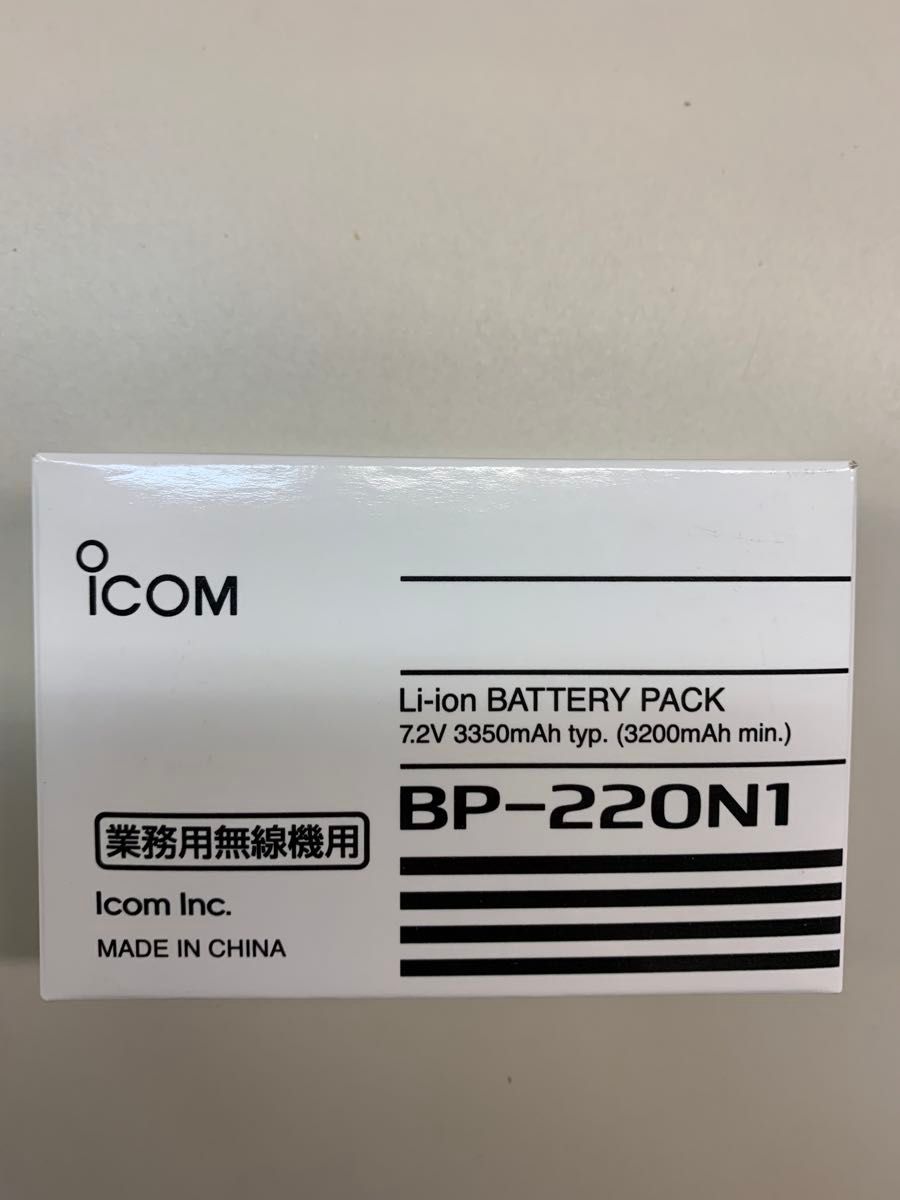 ICOM
Li-ion BATTERY PACK
7.2V 3350mAh typ. (3200mAh min.)
BP-220N1
業務用無線機用
Icom Inc.
MADE IN CHINA